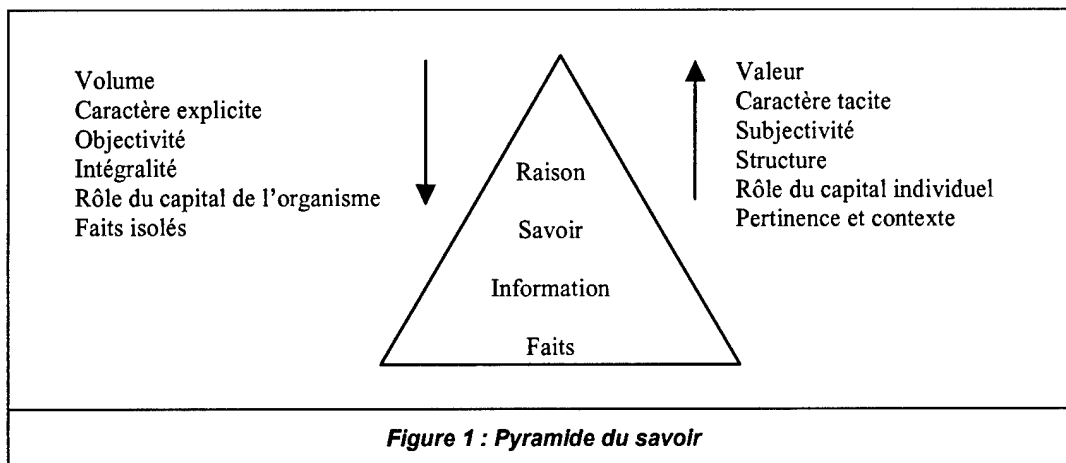 Volume
Caractère explicite
Objectivité
Intégralité
Rôle du capital de l'organisme
Faits isolés
Raison
Savoir
Information
Faits
Valeur
Caractère tacite
Subjectivité
Structure
Rôle du capital individuel
Pertinence et contexte
Figure 1 : Pyramide du savoir